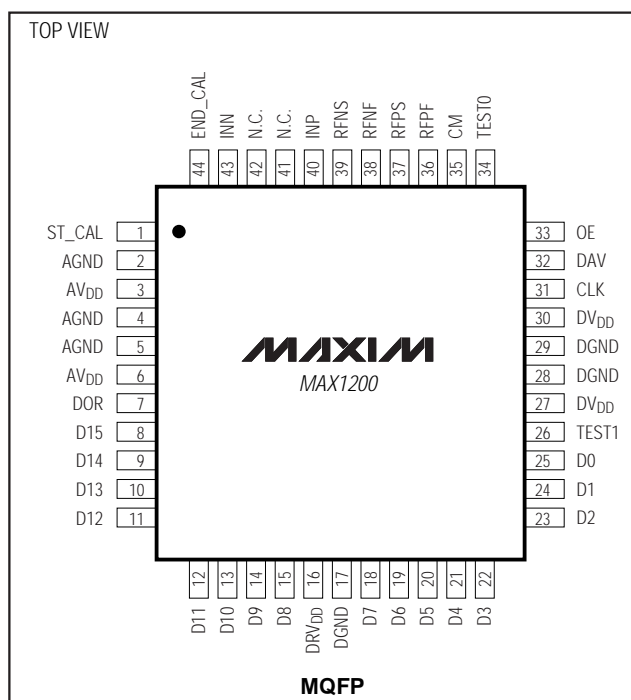 TOP VIEW
END_CAL
INN
N.C.
N.C.
INP
RFNS
RFNF
RFPS
RFPF
CM
TEST0
44
43
42
41
40
39
38
37
36
35
34
ST_CAL 1
AGND 2
AVDD 3
AGND 4
AGND 5
AVDD 6
DOR 7
D15 8
D14 9
D13 10
D12 11
MAXIM
MAX1200
33 OE
32 DAV
31 CLK
30 DVDD
29 DGND
28 DGND
27 DVDD
26 TEST1
25 D0
24 D1
23 D2
12
13
14
15
16
17
18
19
20
21
22
D11
D10
D9
D8
DRVDD
DGND
D7
D6
D5
D4
D3
MQFP